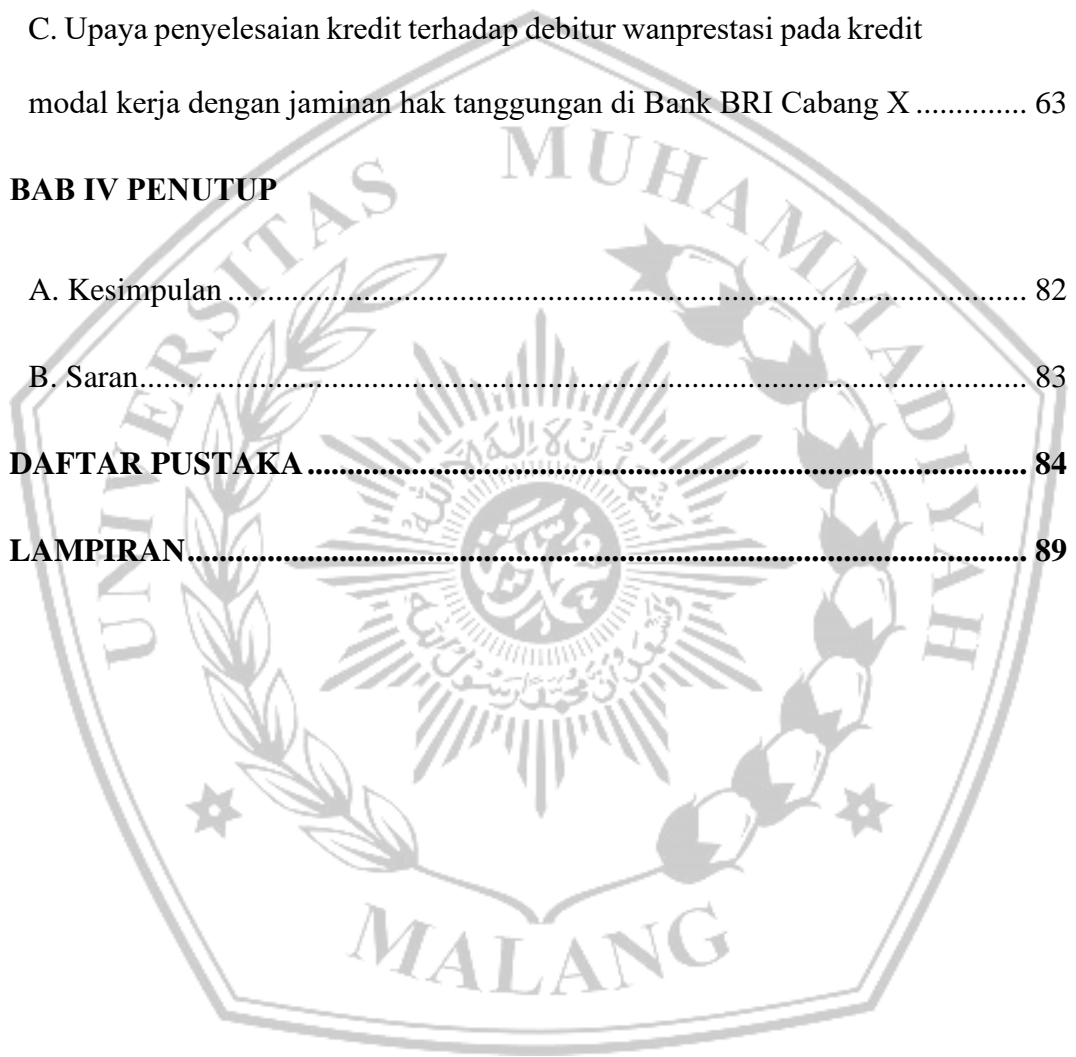 C. Upaya penyelesaian kredit terhadap debitur wanprestasi pada kredit
modal kerja dengan jaminan hak tanggungan di Bank BRI Cabang X .............. 63
BAB IV PENUTUP
A. Kesimpulan ..................................................................................................... 82
B. Saran................................................................................................................ 83
DAFTAR PUSTAKA ........................................................................................... 84
LAMPIRAN.......................................................................................................... 89
UNIVERSITAS MUHAMMADIYAH
MALANG